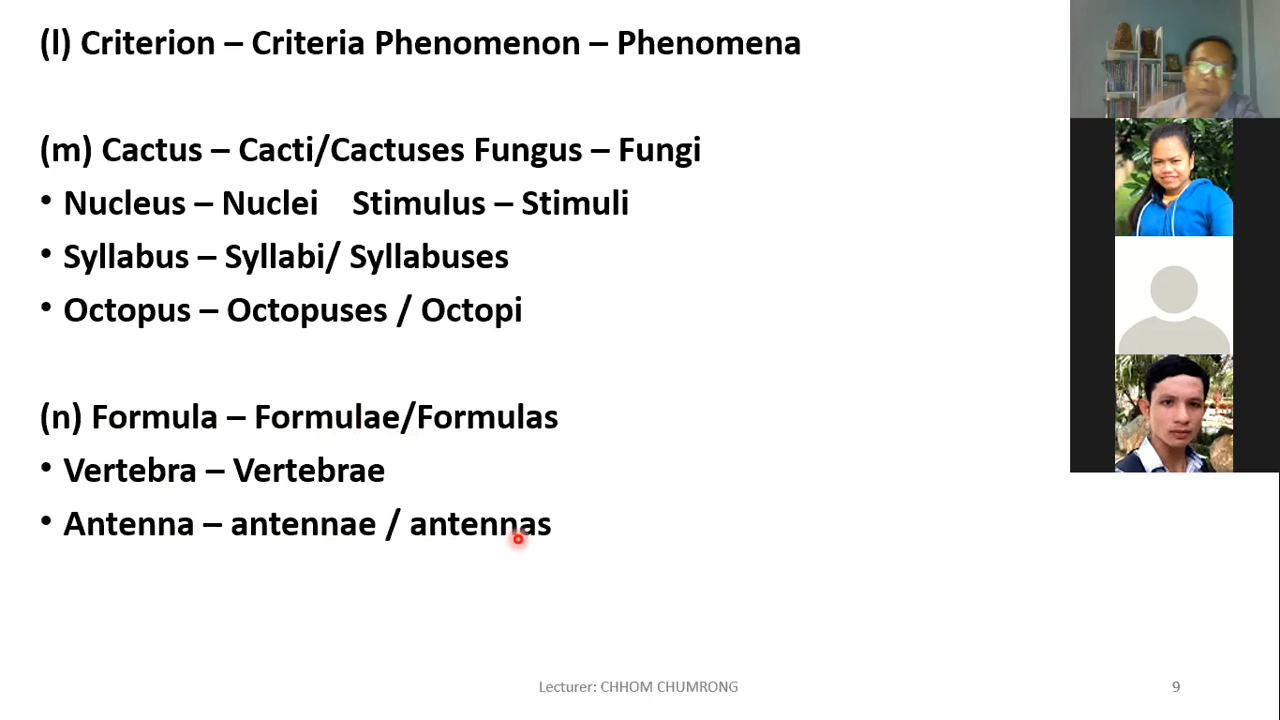 (l) Criterion – Criteria Phenomenon – Phenomena
(m) Cactus – Cacti/Cactuses Fungus – Fungi
• Nucleus – Nuclei    Stimulus – Stimuli
• Syllabus – Syllabi/ Syllabuses
• Octopus – Octopuses / Octopi
(n) Formula – Formulae/Formulas
• Vertebra – Vertebrae
• Antenna – antennae / antennas
Lecturer: CHHOM CHUMRONG
9